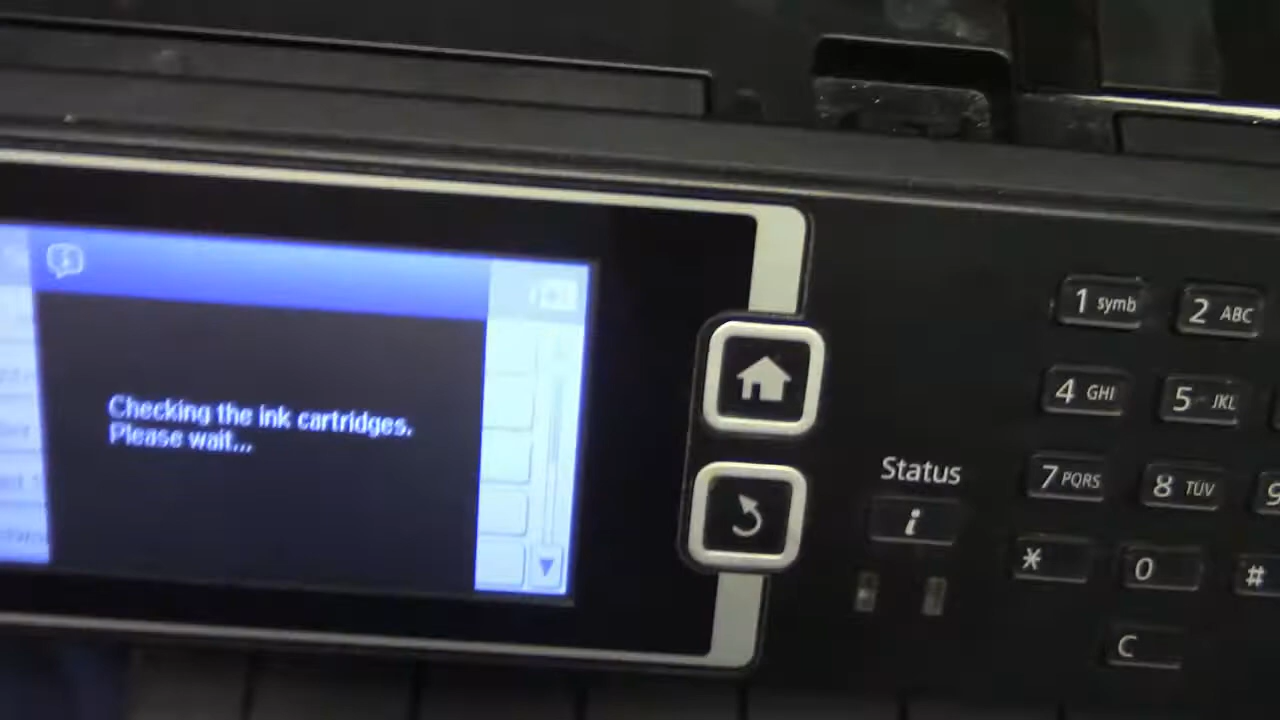 Checking the ink cartridges.
Please wait...
Status
i
1 symb
2 ABC
4 GHI
5 JKL
7 PQRS
8 TUV
9
*
0
#
C